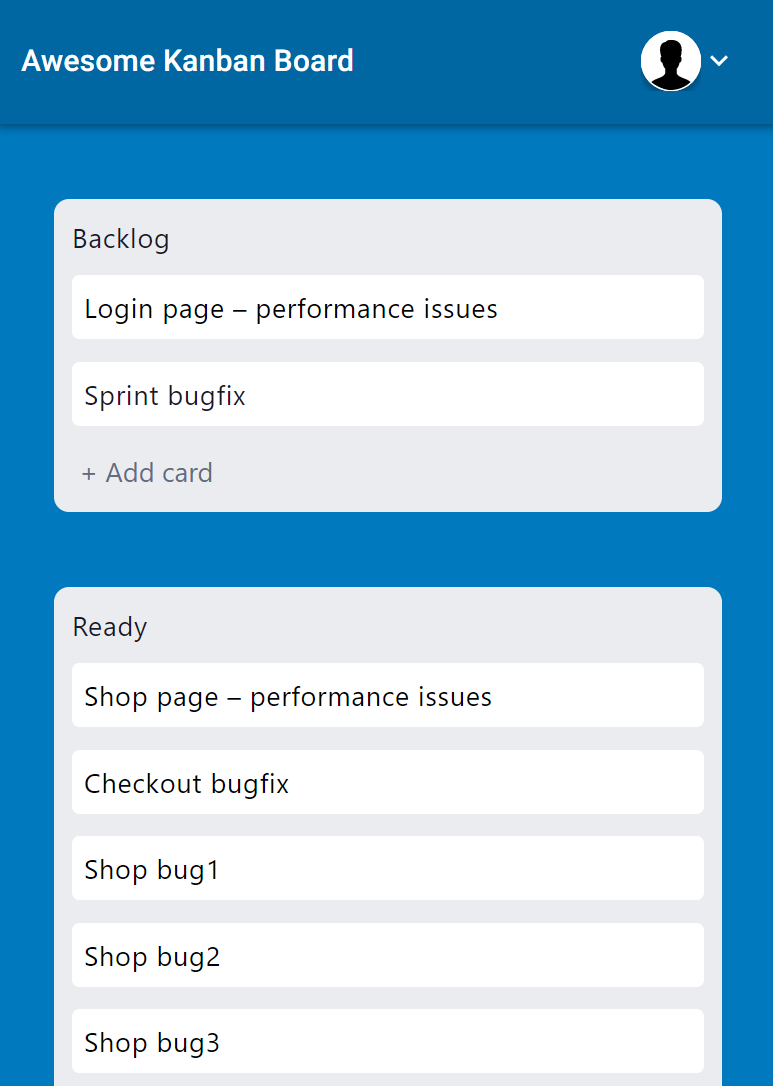 Awesome Kanban Board
Backlog
Login page – performance issues
Sprint bugfix
+ Add card
Ready
Shop page – performance issues
Checkout bugfix
Shop bug1
Shop bug2
Shop bug3